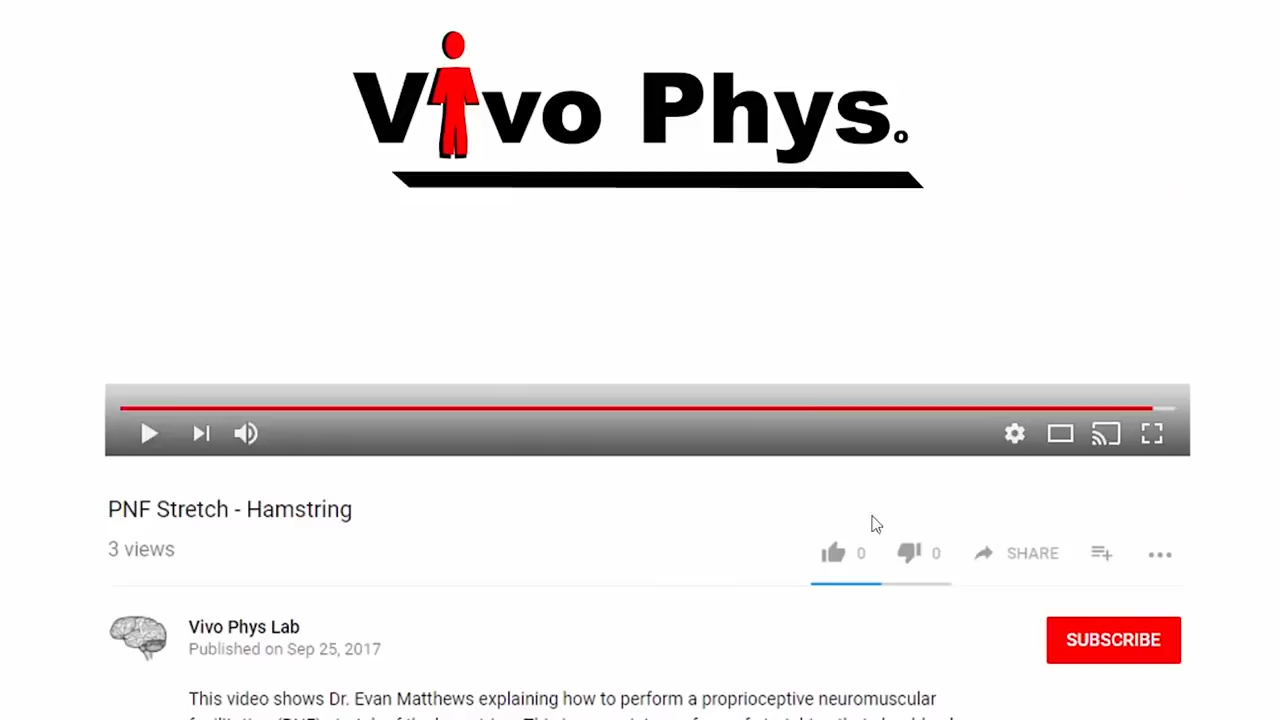 Vivo Phys.
PNF Stretch - Hamstring
3 views
0
0
SHARE
Vivo Phys Lab
Published on Sep 25, 2017
SUBSCRIBE
This video shows Dr. Evan Matthews explaining how to perform a proprioceptive neuromuscular